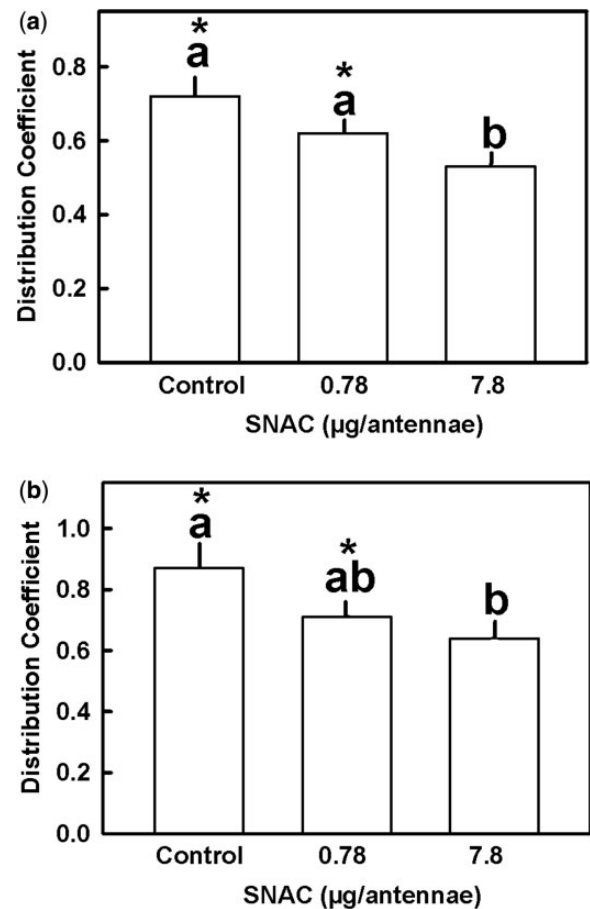 (a)
Distribution Coefficient
0.8
0.6
0.4
0.2
0.0
*
a
*
a
b
Control 0.78 7.8
SNAC (µg/antennae)
(b)
Distribution Coefficient
1.0
0.8
0.6
0.4
0.2
0.0
*
a
*
ab
b
Control 0.78 7.8
SNAC (µg/antennae)